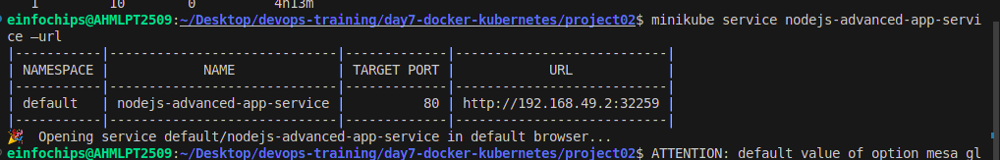 1 10 0 4h13m
einfochips@AHMLPT2509:~/Desktop/devops-training/day7-docker-kubernetes/project02$ minikube service nodejs-advanced-app-servi
ce –url
|-----------|-----------------------------|-------------|---------------------------|
| NAMESPACE | NAME | TARGET PORT | URL |
|-----------|-----------------------------|-------------|---------------------------|
| default | nodejs-advanced-app-service | 80 | http://192.168.49.2:32259 |
|-----------|-----------------------------|-------------|---------------------------|
🎉 Opening service default/nodejs-advanced-app-service in default browser...
einfochips@AHMLPT2509:~/Desktop/devops-training/day7-docker-kubernetes/project02$ ATTENTION: default value of option mesa_gl